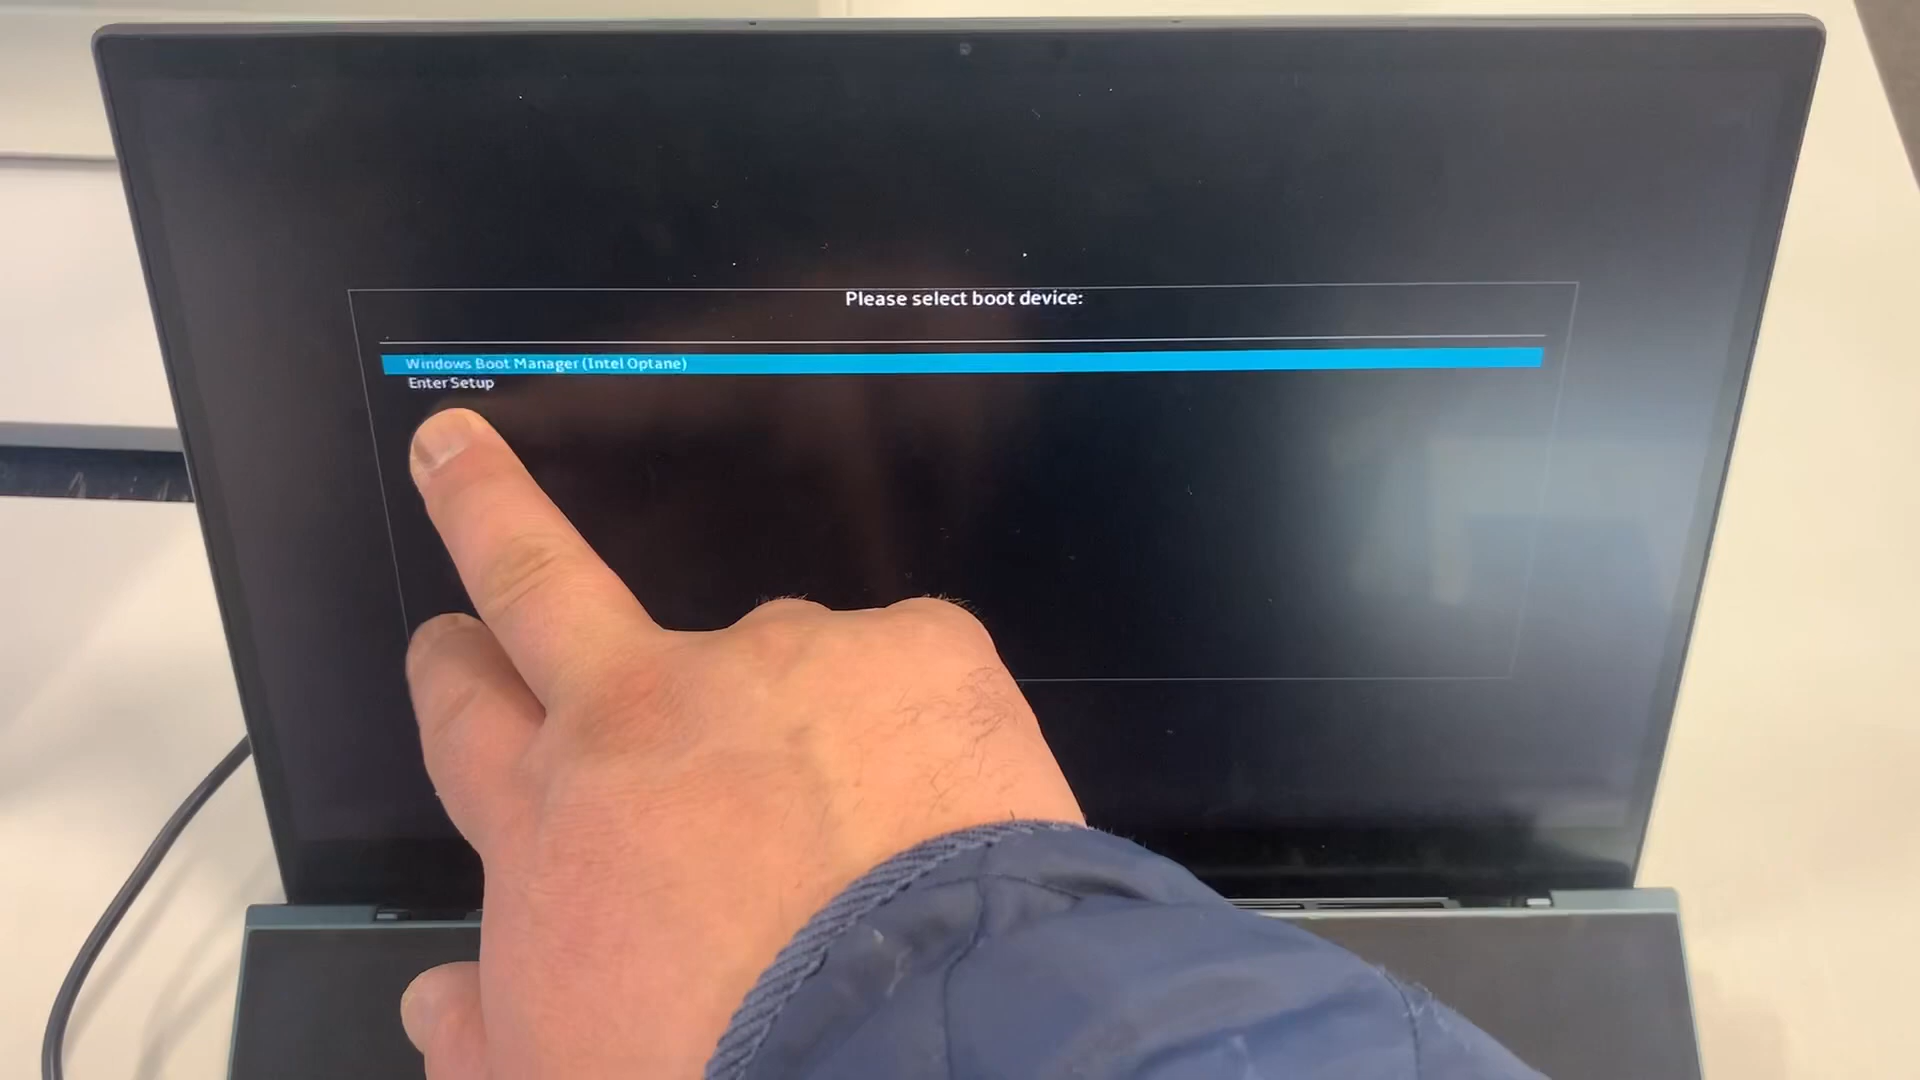 Please select boot device:
Windows Boot Manager (Intel Optane)
Enter Setup